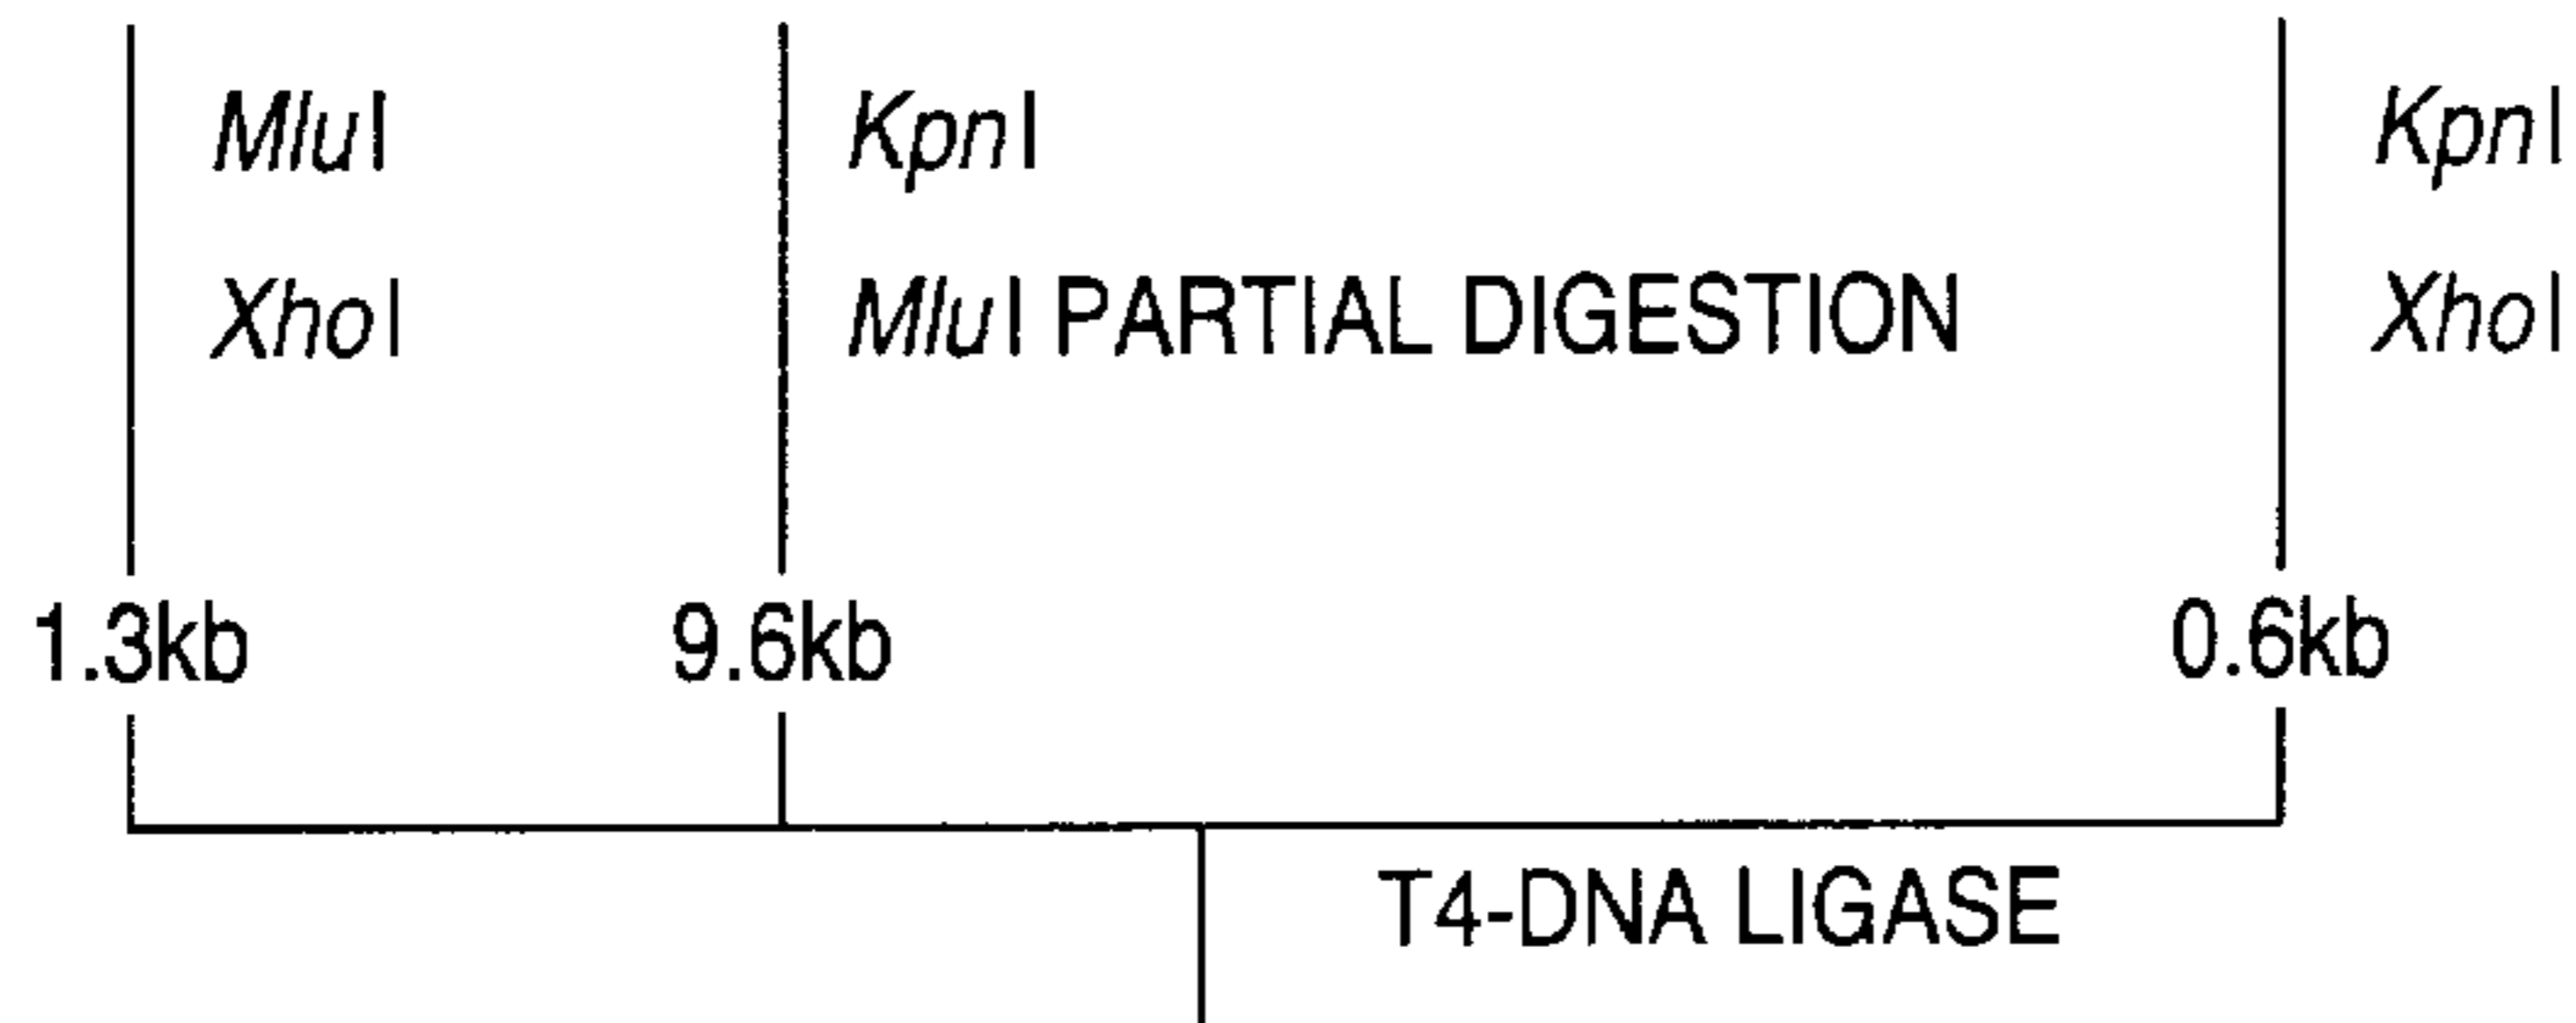 MluI KpnI KpnI
XhoI MluI PARTIAL DIGESTION XhoI
1.3kb 9.6kb 0.6kb
T4-DNA LIGASE